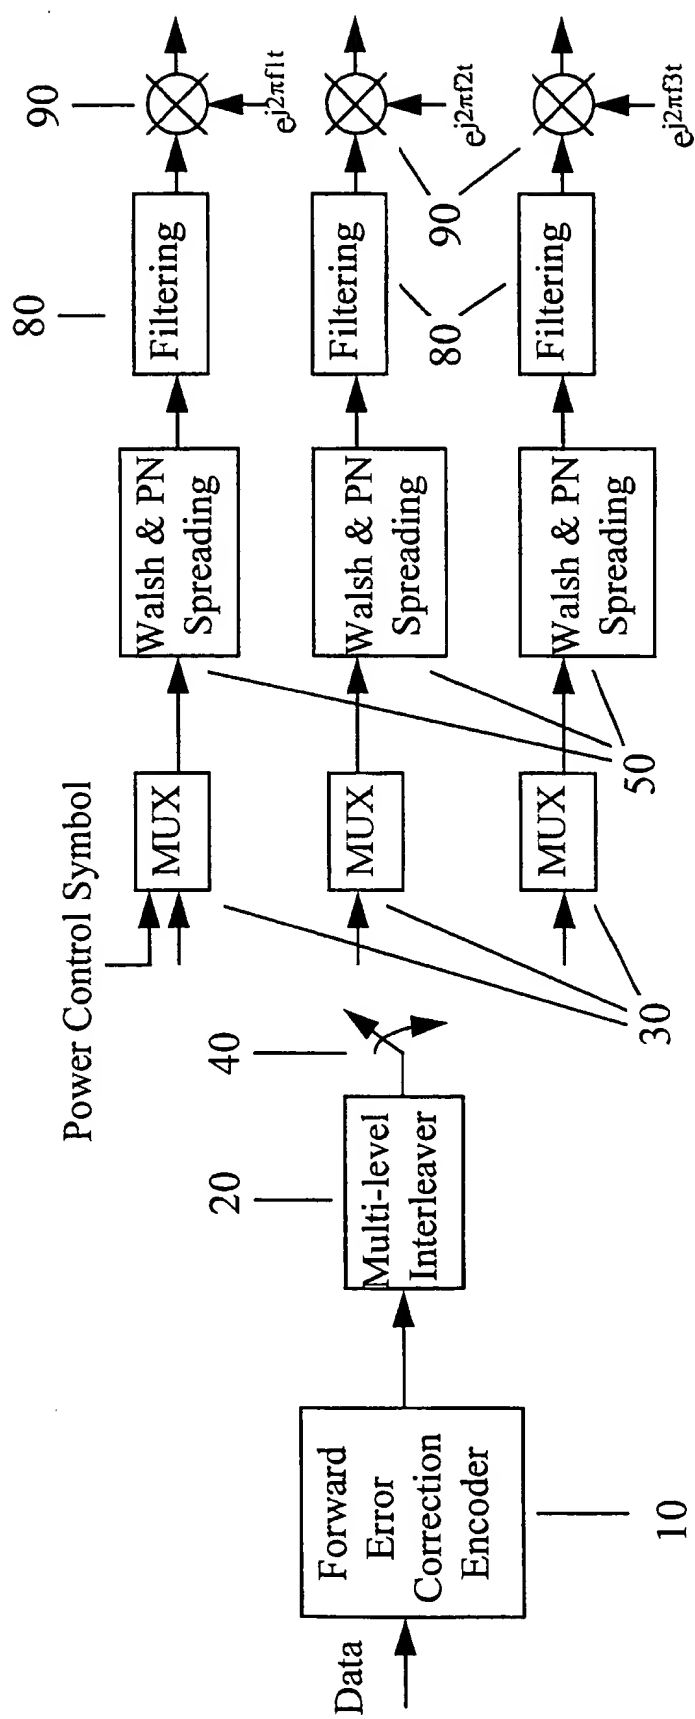 Data
Forward
Error
Correction
Encoder
10
Multi-level
Interleaver
20
40
Power Control Symbol
MUX
MUX
MUX
30
Walsh & PN
Spreading
Walsh & PN
Spreading
Walsh & PN
Spreading
50
Filtering
Filtering
Filtering
80
80
90
90
ej2πf1t
ej2πf2t
ej2πf3t